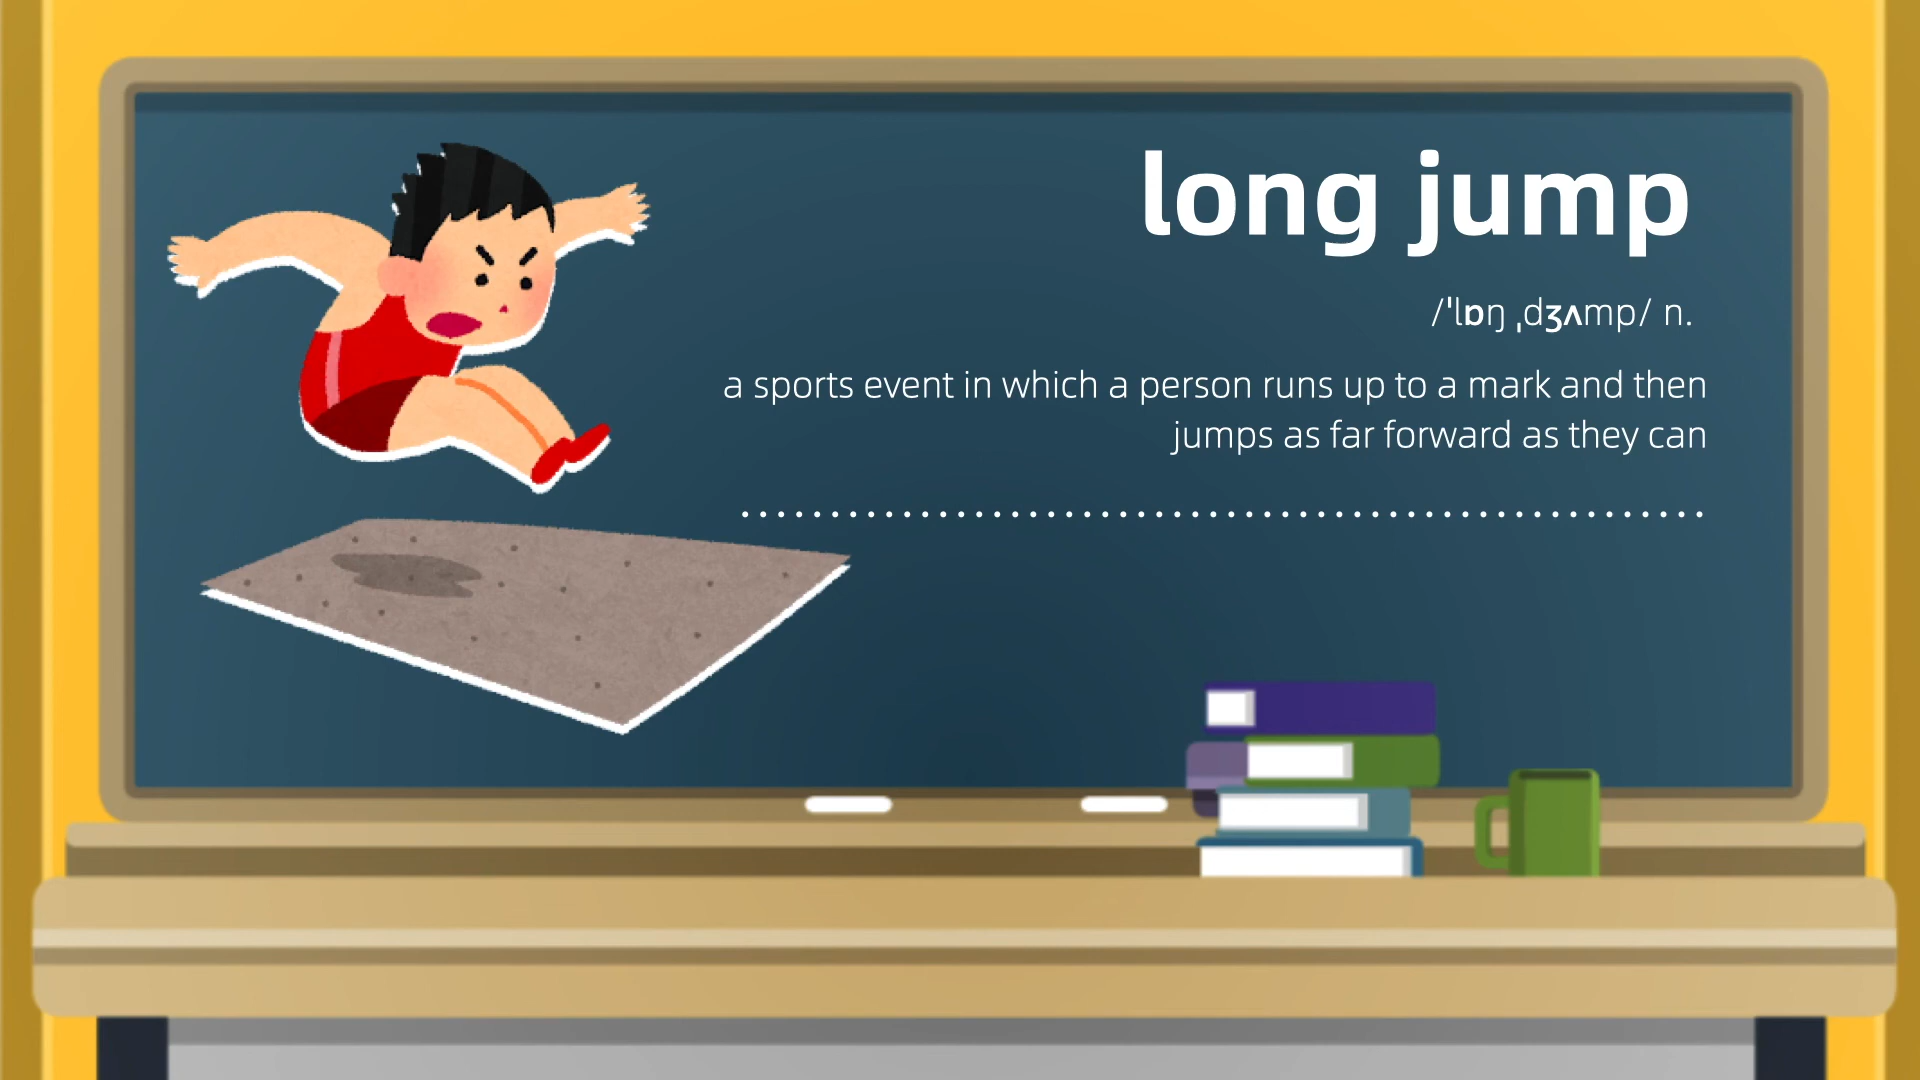 long jump
/ˈlɒŋ ˌdʒʌmp/ n.
a sports event in which a person runs up to a mark and then
jumps as far forward as they can